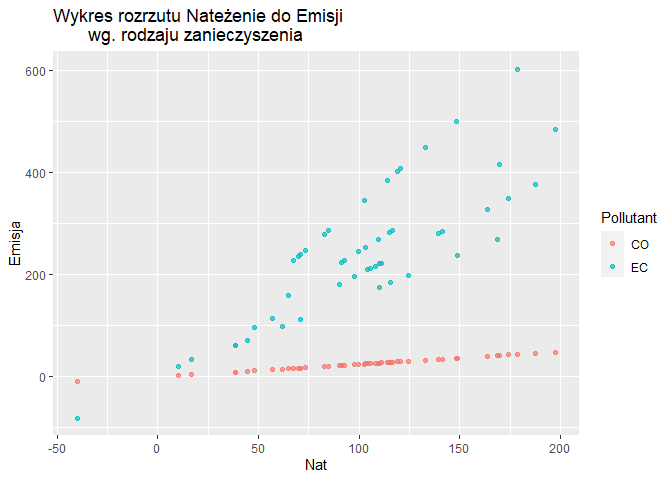 Wykres rozrzutu Nateżenie do Emisji
wg. rodzaju zanieczyszenia
600
400
200
0
Emisja
-50
0
50
100
150
200
Nat
Pollutant
CO
EC